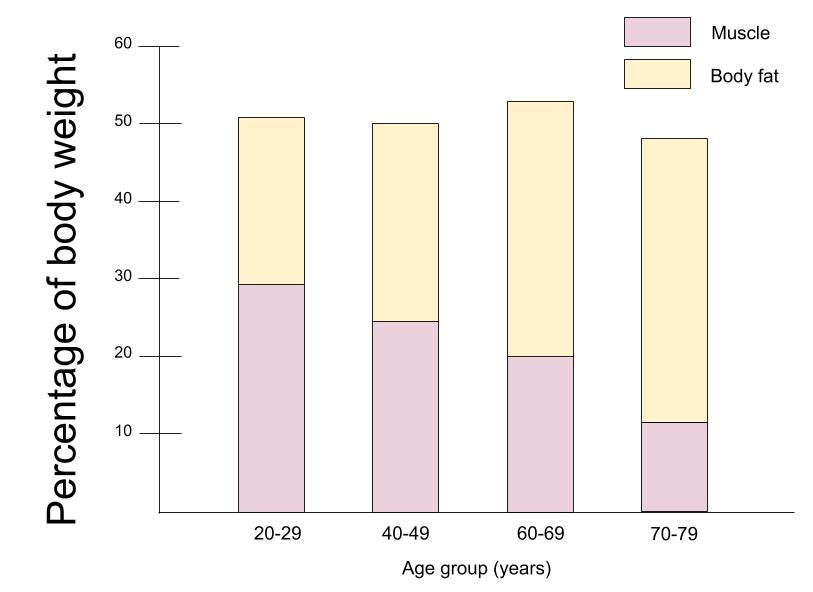 Percentage of body weight
60
50
40
30
20
10
Muscle
Body fat
20-29 40-49 60-69 70-79
Age group (years)